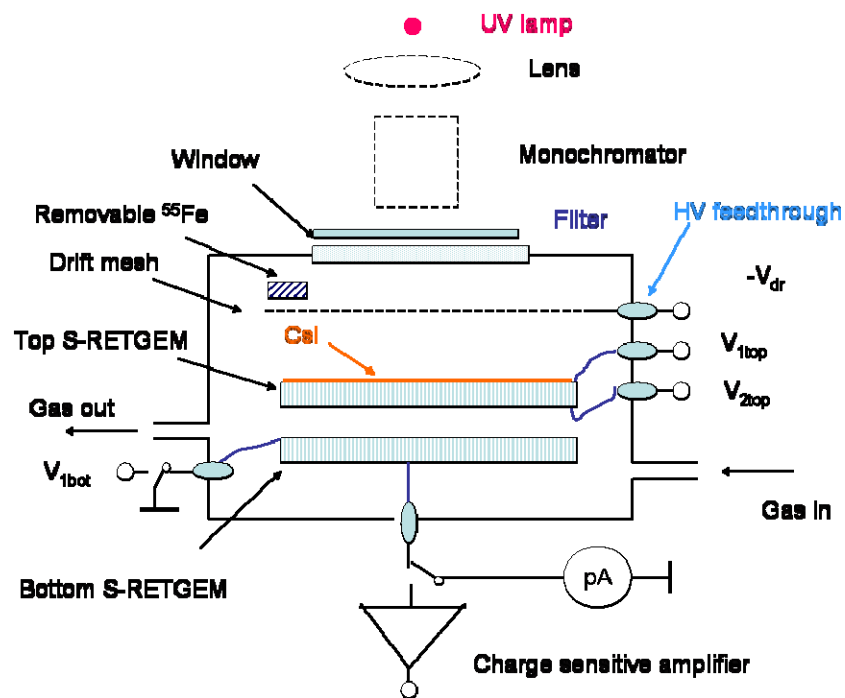 UV lamp
Lens
Monochromator
Window
Removable ⁵⁵Fe
Filter
HV feedthrough
Drift mesh
-V_dr
Top S-RETGEM
CsI
V_1top
V_2top
Gas out
V_1bot
Gas in
Bottom S-RETGEM
pA
Charge sensitive amplifier